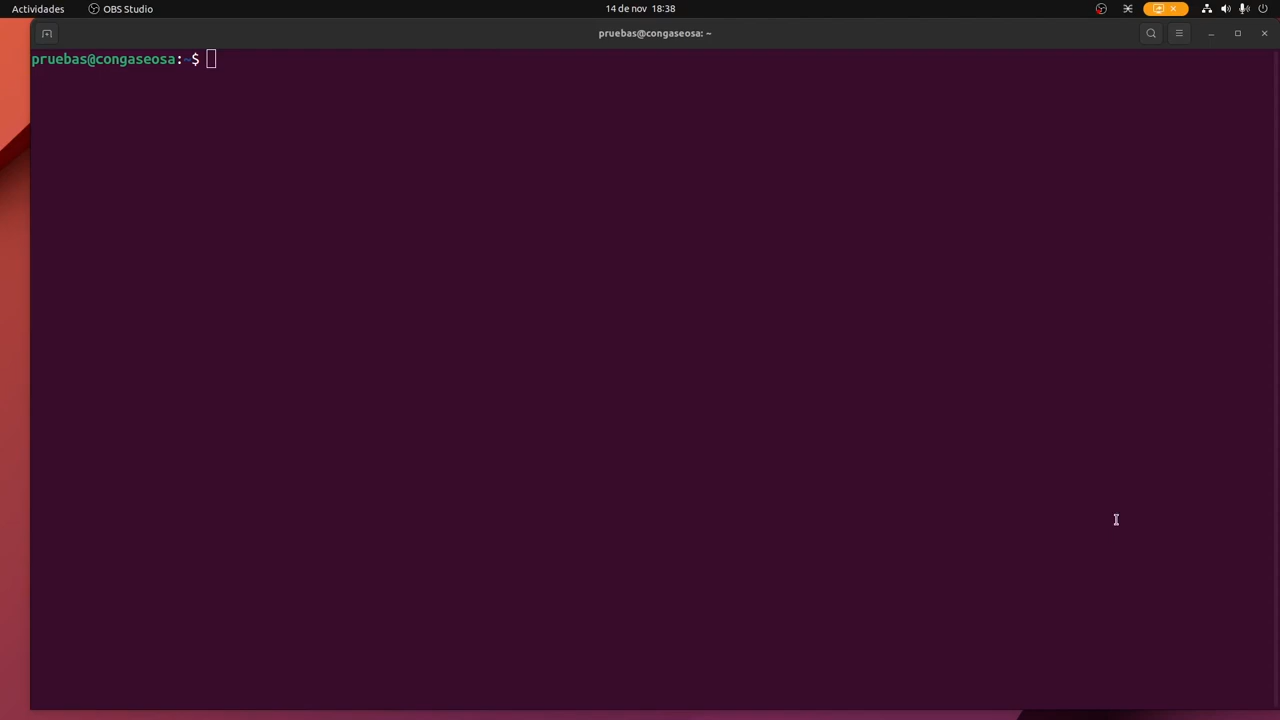 Actividades OBS Studio 14 de nov 18:38
pruebas@congaseosa: ~
pruebas@congaseosa:~$